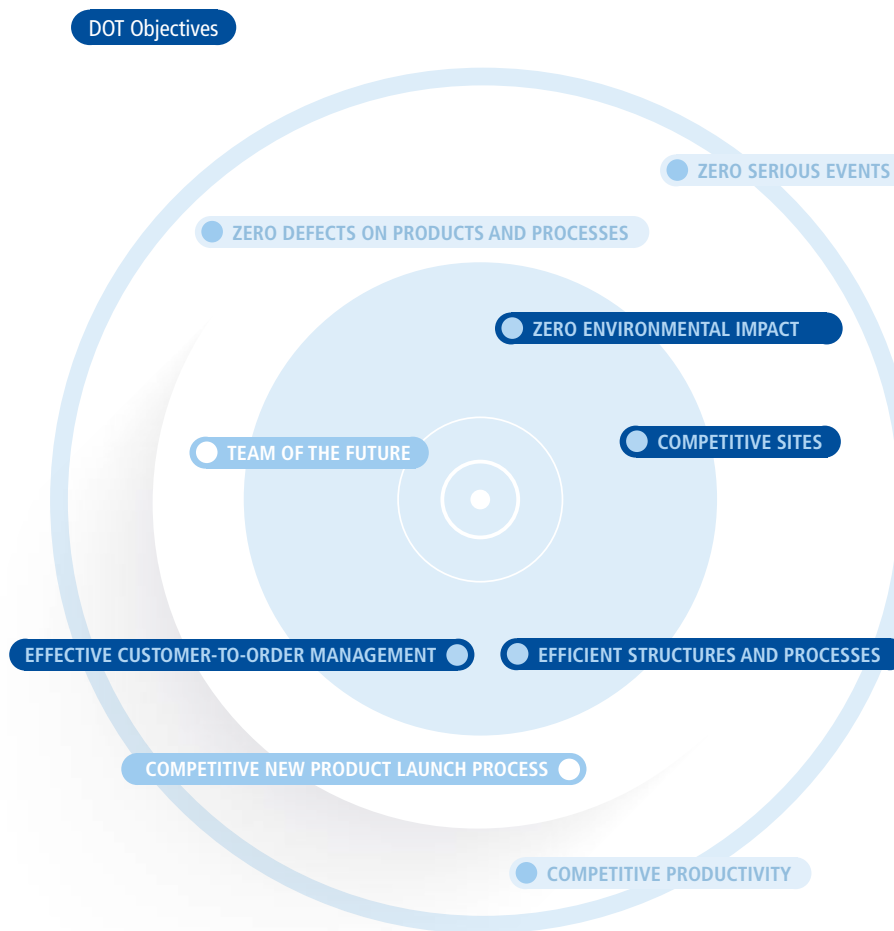 DOT Objectives
ZERO SERIOUS EVENTS
ZERO DEFECTS ON PRODUCTS AND PROCESSES
ZERO ENVIRONMENTAL IMPACT
COMPETITIVE SITES
TEAM OF THE FUTURE
EFFECTIVE CUSTOMER-TO-ORDER MANAGEMENT
EFFICIENT STRUCTURES AND PROCESSES
COMPETITIVE NEW PRODUCT LAUNCH PROCESS
COMPETITIVE PRODUCTIVITY